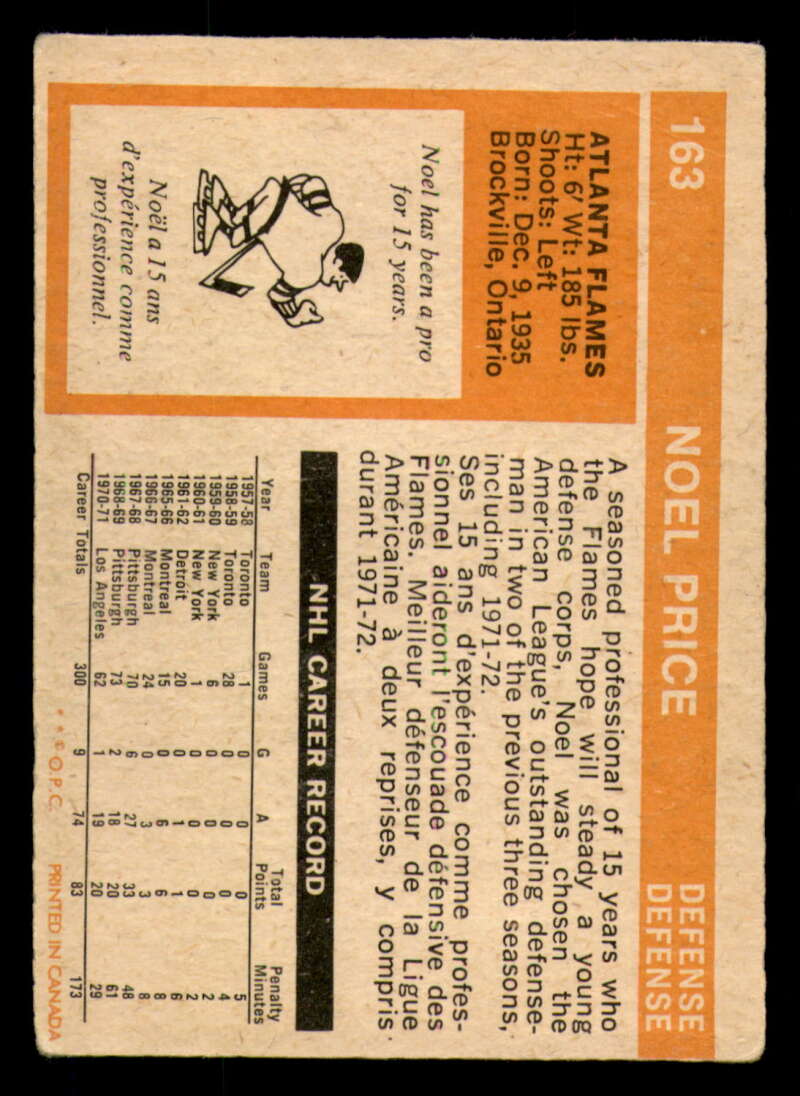 163 NOEL PRICE DEFENSE
DEFENSE
ATLANTA FLAMES
Ht: 6' Wt: 185 lbs.
Shoots: Left
Born: Dec. 9, 1935
Brockville, Ontario
Noel has been a pro
for 15 years.
Noël a 15 ans
d'expérience comme
professionnel.
A seasoned professional of 15 years who
the Flames hope will steady a young
defense corps, Noel was chosen the
American League's outstanding defense-
man in two of the previous three seasons,
including 1971-72.
Ses 15 ans d'expérience comme profes-
sionnel aideront l'escouade défensive des
Flames. Meilleur défenseur de la Ligue
Américaine à deux reprises, y compris
durant 1971-72.
NHL CAREER RECORD
Year Team Games G A Total Points Penalty Minutes
1957-58 Toronto 1 0 0 0 5
1958-59 Toronto 28 0 0 0 4
1959-60 New York 6 0 0 0 2
1960-61 New York 1 0 0 0 2
1961-62 Detroit 20 0 1 1 6
1965-66 Montreal 15 0 6 6 8
1966-67 Montreal 24 0 3 3 8
1967-68 Pittsburgh 70 6 27 33 48
1968-69 Pittsburgh 73 2 18 20 61
1970-71 Los Angeles 62 1 19 20 29
Career Totals 300 9 74 83 173
* * © O.P.C. PRINTED IN CANADA